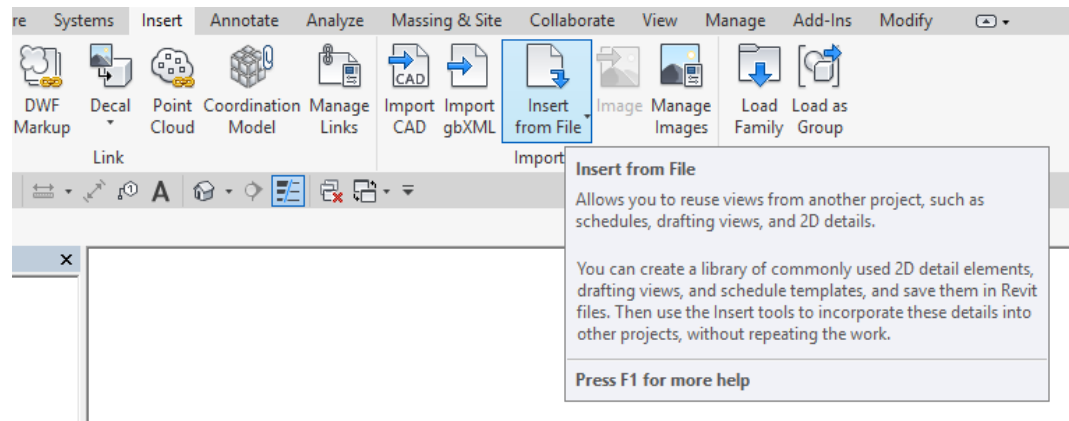 re Systems Insert Annotate Analyze Massing & Site Collaborate View Manage Add-Ins Modify
CAD
DWF Decal Point Coordination Manage Import Import Insert Image Manage Load Load as
Markup Cloud Model Links CAD gbXML from File Images Family Group
Link Import
A
Insert from File
Allows you to reuse views from another project, such as
schedules, drafting views, and 2D details.
You can create a library of commonly used 2D detail elements,
drafting views, and schedule templates, and save them in Revit
files. Then use the Insert tools to incorporate these details into
other projects, without repeating the work.
Press F1 for more help